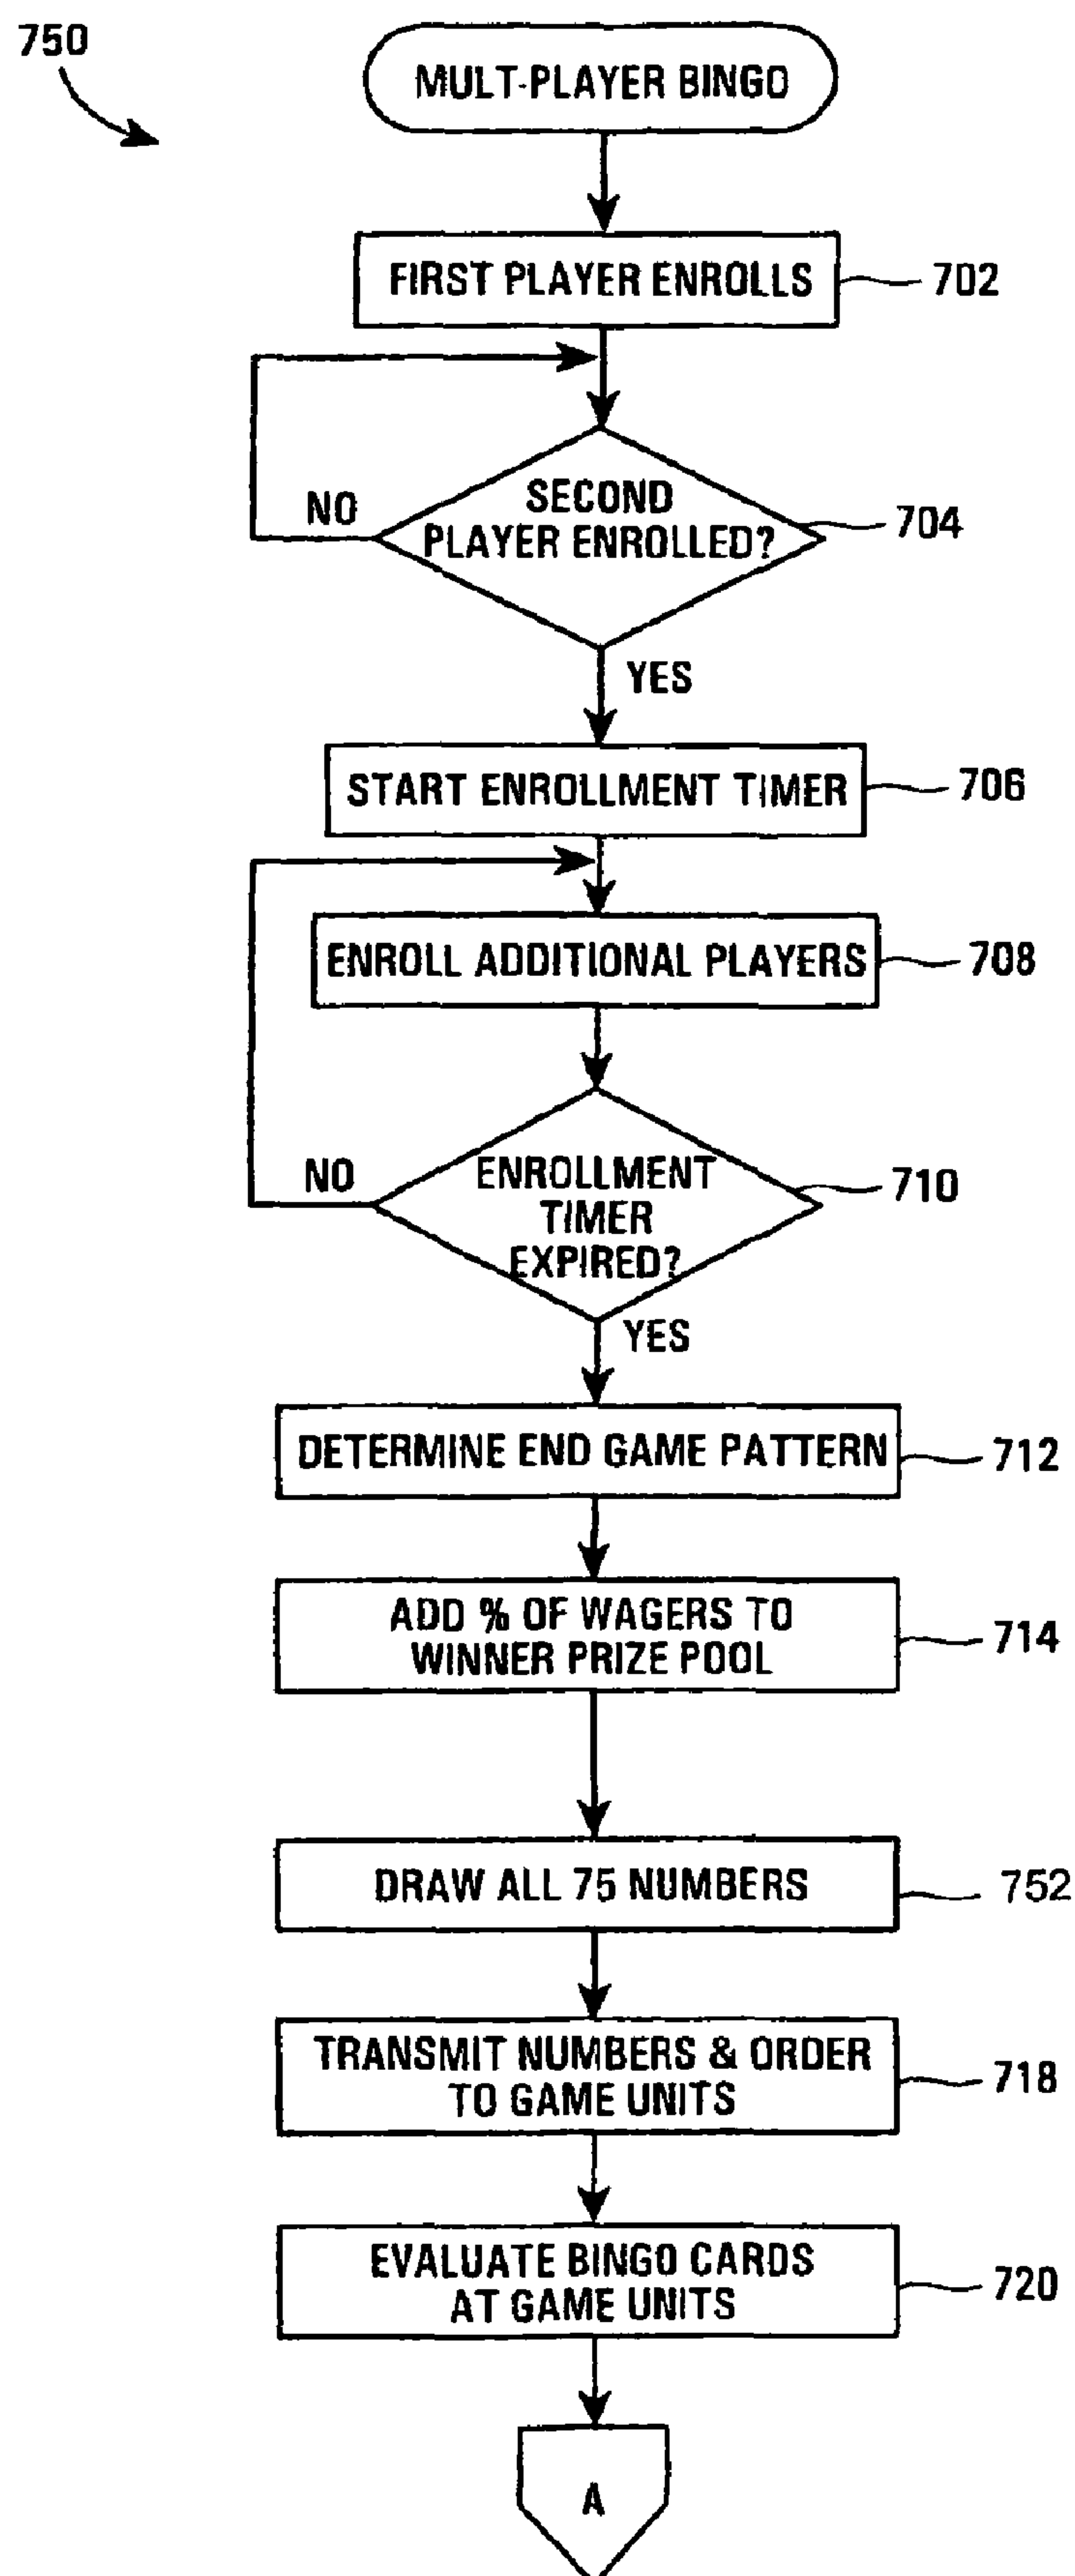 750
MULT-PLAYER BINGO
FIRST PLAYER ENROLLS
702
NO
SECOND
PLAYER ENROLLED?
704
YES
START ENROLLMENT TIMER
706
ENROLL ADDITIONAL PLAYERS
708
NO
ENROLLMENT
TIMER
EXPIRED?
710
YES
DETERMINE END GAME PATTERN
712
ADD % OF WAGERS TO
WINNER PRIZE POOL
714
DRAW ALL 75 NUMBERS
752
TRANSMIT NUMBERS & ORDER
TO GAME UNITS
718
EVALUATE BINGO CARDS
AT GAME UNITS
720
A